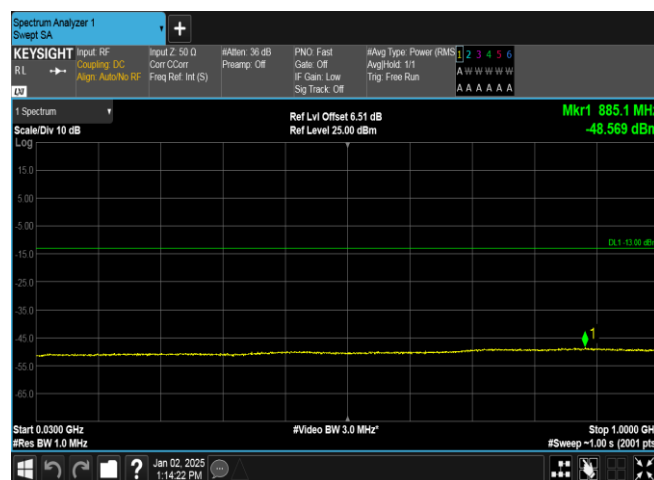 Spectrum Analyzer 1
Swept SA
+
KEYSIGHT
RL
LXI
Input: RF
Coupling: DC
Align: Auto/No RF
Input Z: 50 Ω
Corr CCorr
Freq Ref: Int (S)
#Atten: 36 dB
Preamp: Off
PNO: Fast
Gate: Off
IF Gain: Low
Sig Track: Off
#Avg Type: Power (RMS
Avg|Hold: 1/1
Trig: Free Run
1 2 3 4 5 6
A W W W W W
A A A A A A
1 Spectrum
Scale/Div 10 dB
Log
Ref Lvl Offset 6.51 dB
Ref Level 25.00 dBm
Mkr1 885.1 MHz
-48.569 dBm
15.0
5.00
-5.00
DL1 -13.00 dBm
-15.0
-25.0
-35.0
-45.0
1
-55.0
-65.0
Start 0.0300 GHz
#Res BW 1.0 MHz
#Video BW 3.0 MHz*
Stop 1.0000 GHz
#Sweep ~1.00 s (2001 pts
?
Jan 02, 2025
1:14:22 PM